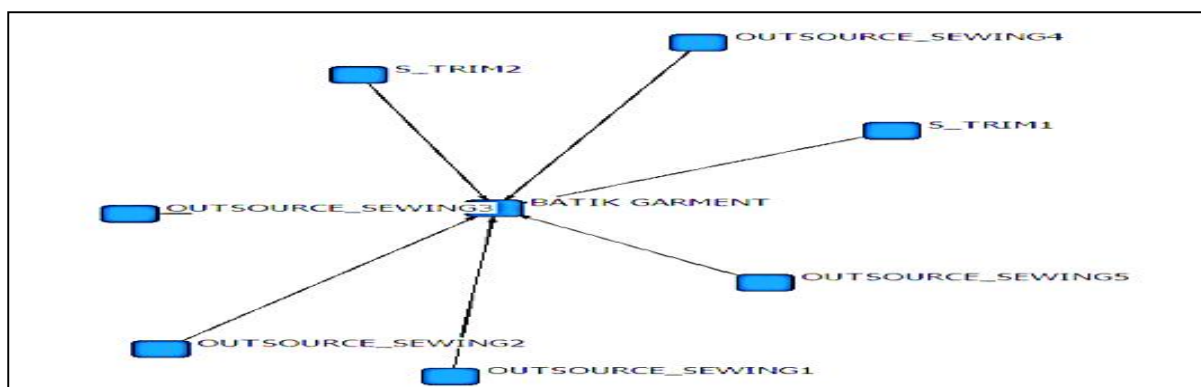 OUTSOURCE_SEWING4
S_TRIM2
S_TRIM1
BATIK GARMENT
OUTSOURCE_SEWING3
OUTSOURCE_SEWING5
OUTSOURCE_SEWING2
OUTSOURCE_SEWING1